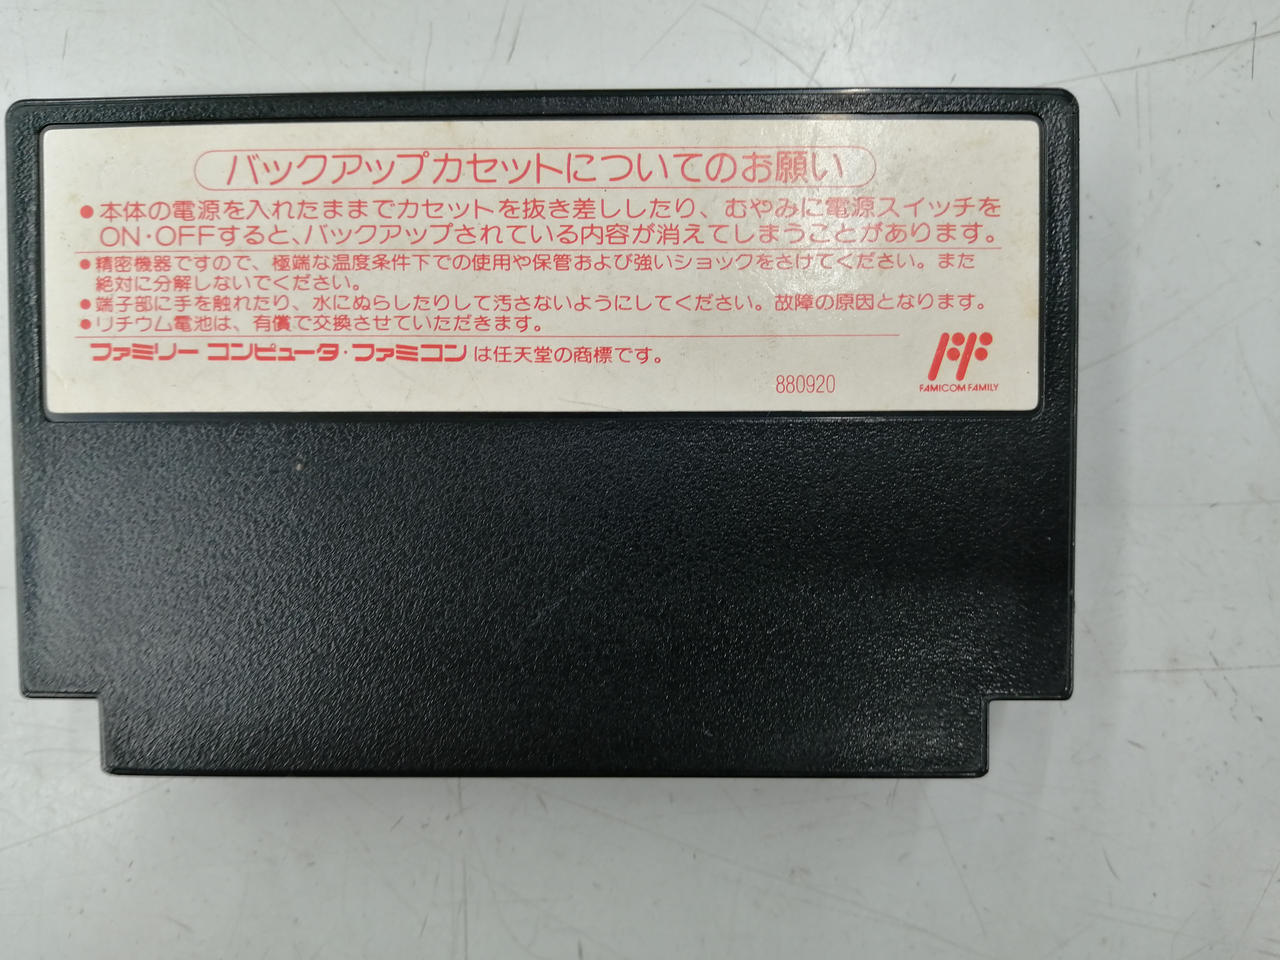 バックアップカセットについてのお願い
●本体の電源を入れたままでカセットを抜き差ししたり、むやみに電源スイッチを
ON・OFFすると、バックアップされている内容が消えてしまうことがあります。
●精密機器ですので、極端な温度条件下での使用や保管および強いショックをさけてください。また
絶対に分解しないでください。
●端子部に手を触れたり、水にぬらしたりして汚さないようにしてください。故障の原因となります。
●リチウム電池は、有償で交換させていただきます。
ファミリー コンピュータ・ファミコン は任天堂の商標です。
880920
FAMICOM FAMILY